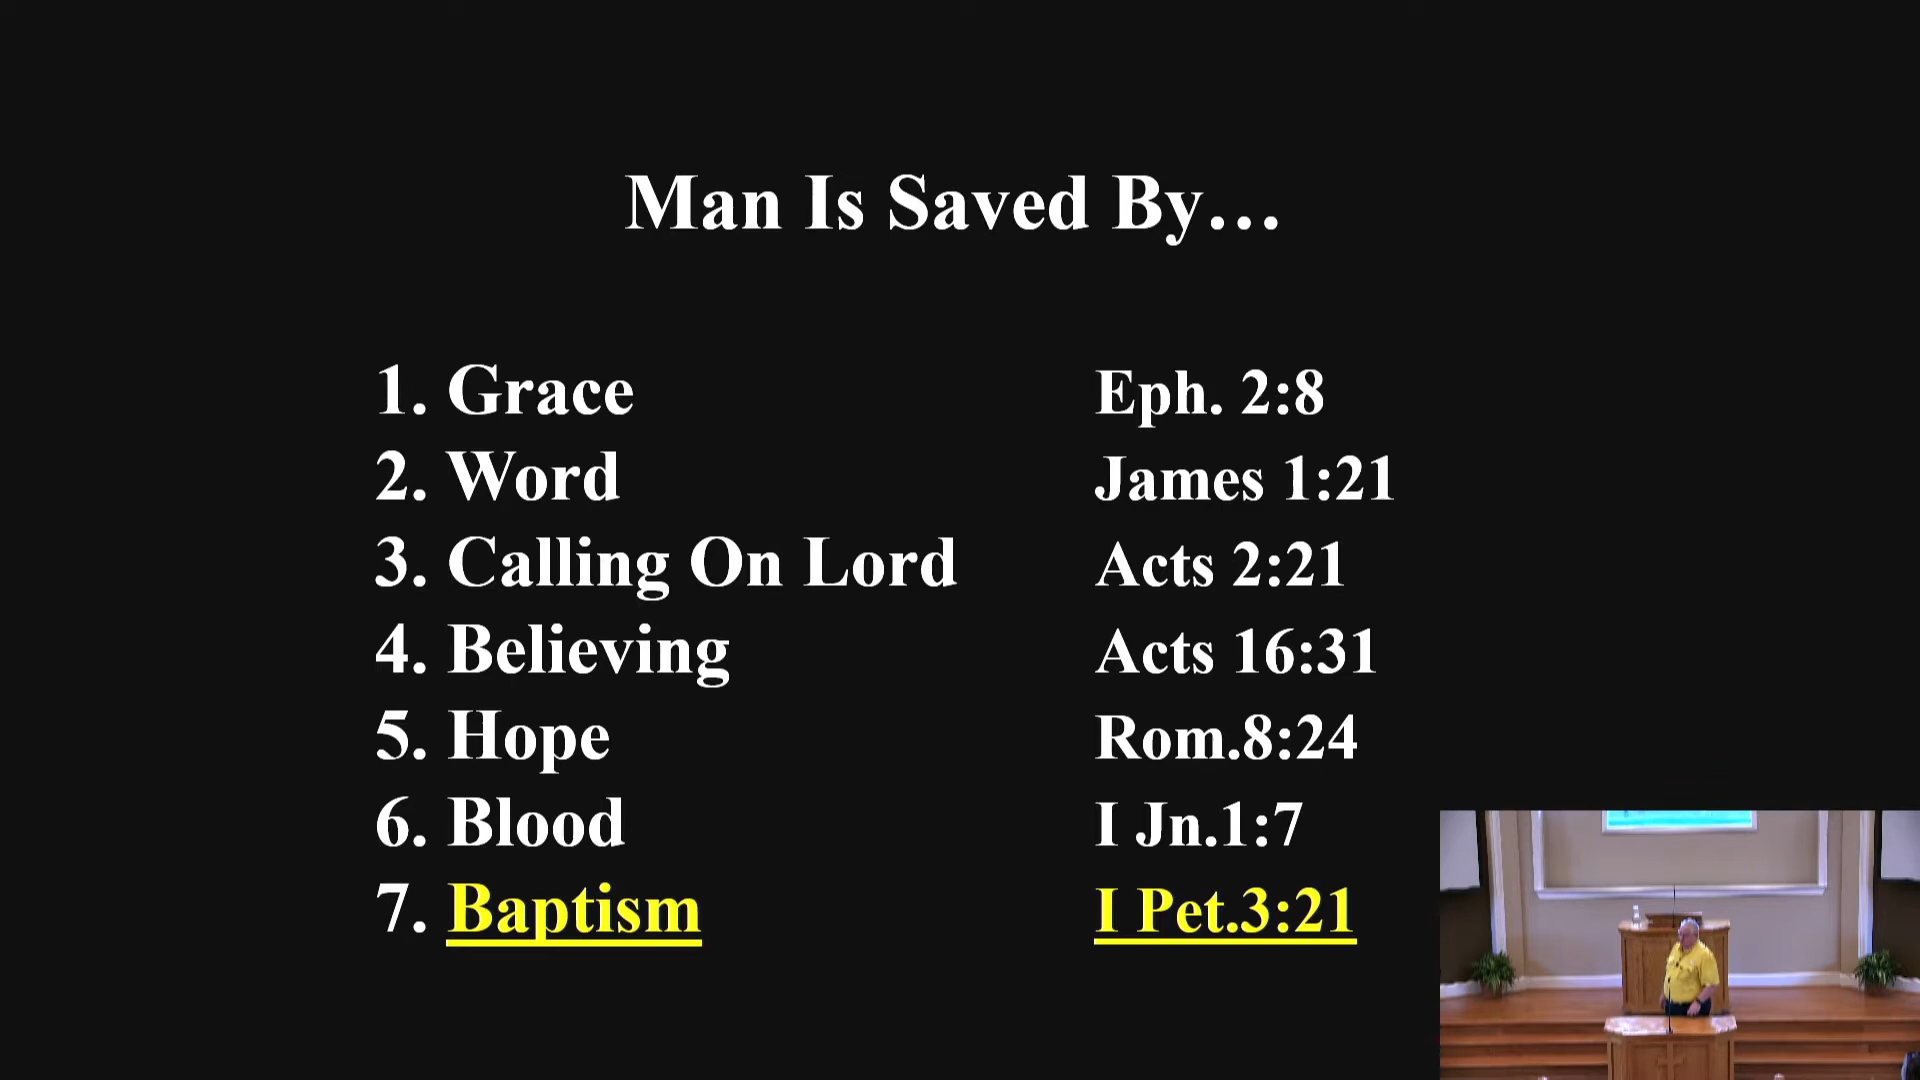 Man Is Saved By…
1. Grace Eph. 2:8
2. Word James 1:21
3. Calling On Lord Acts 2:21
4. Believing Acts 16:31
5. Hope Rom.8:24
6. Blood I Jn.1:7
7. Baptism I Pet.3:21